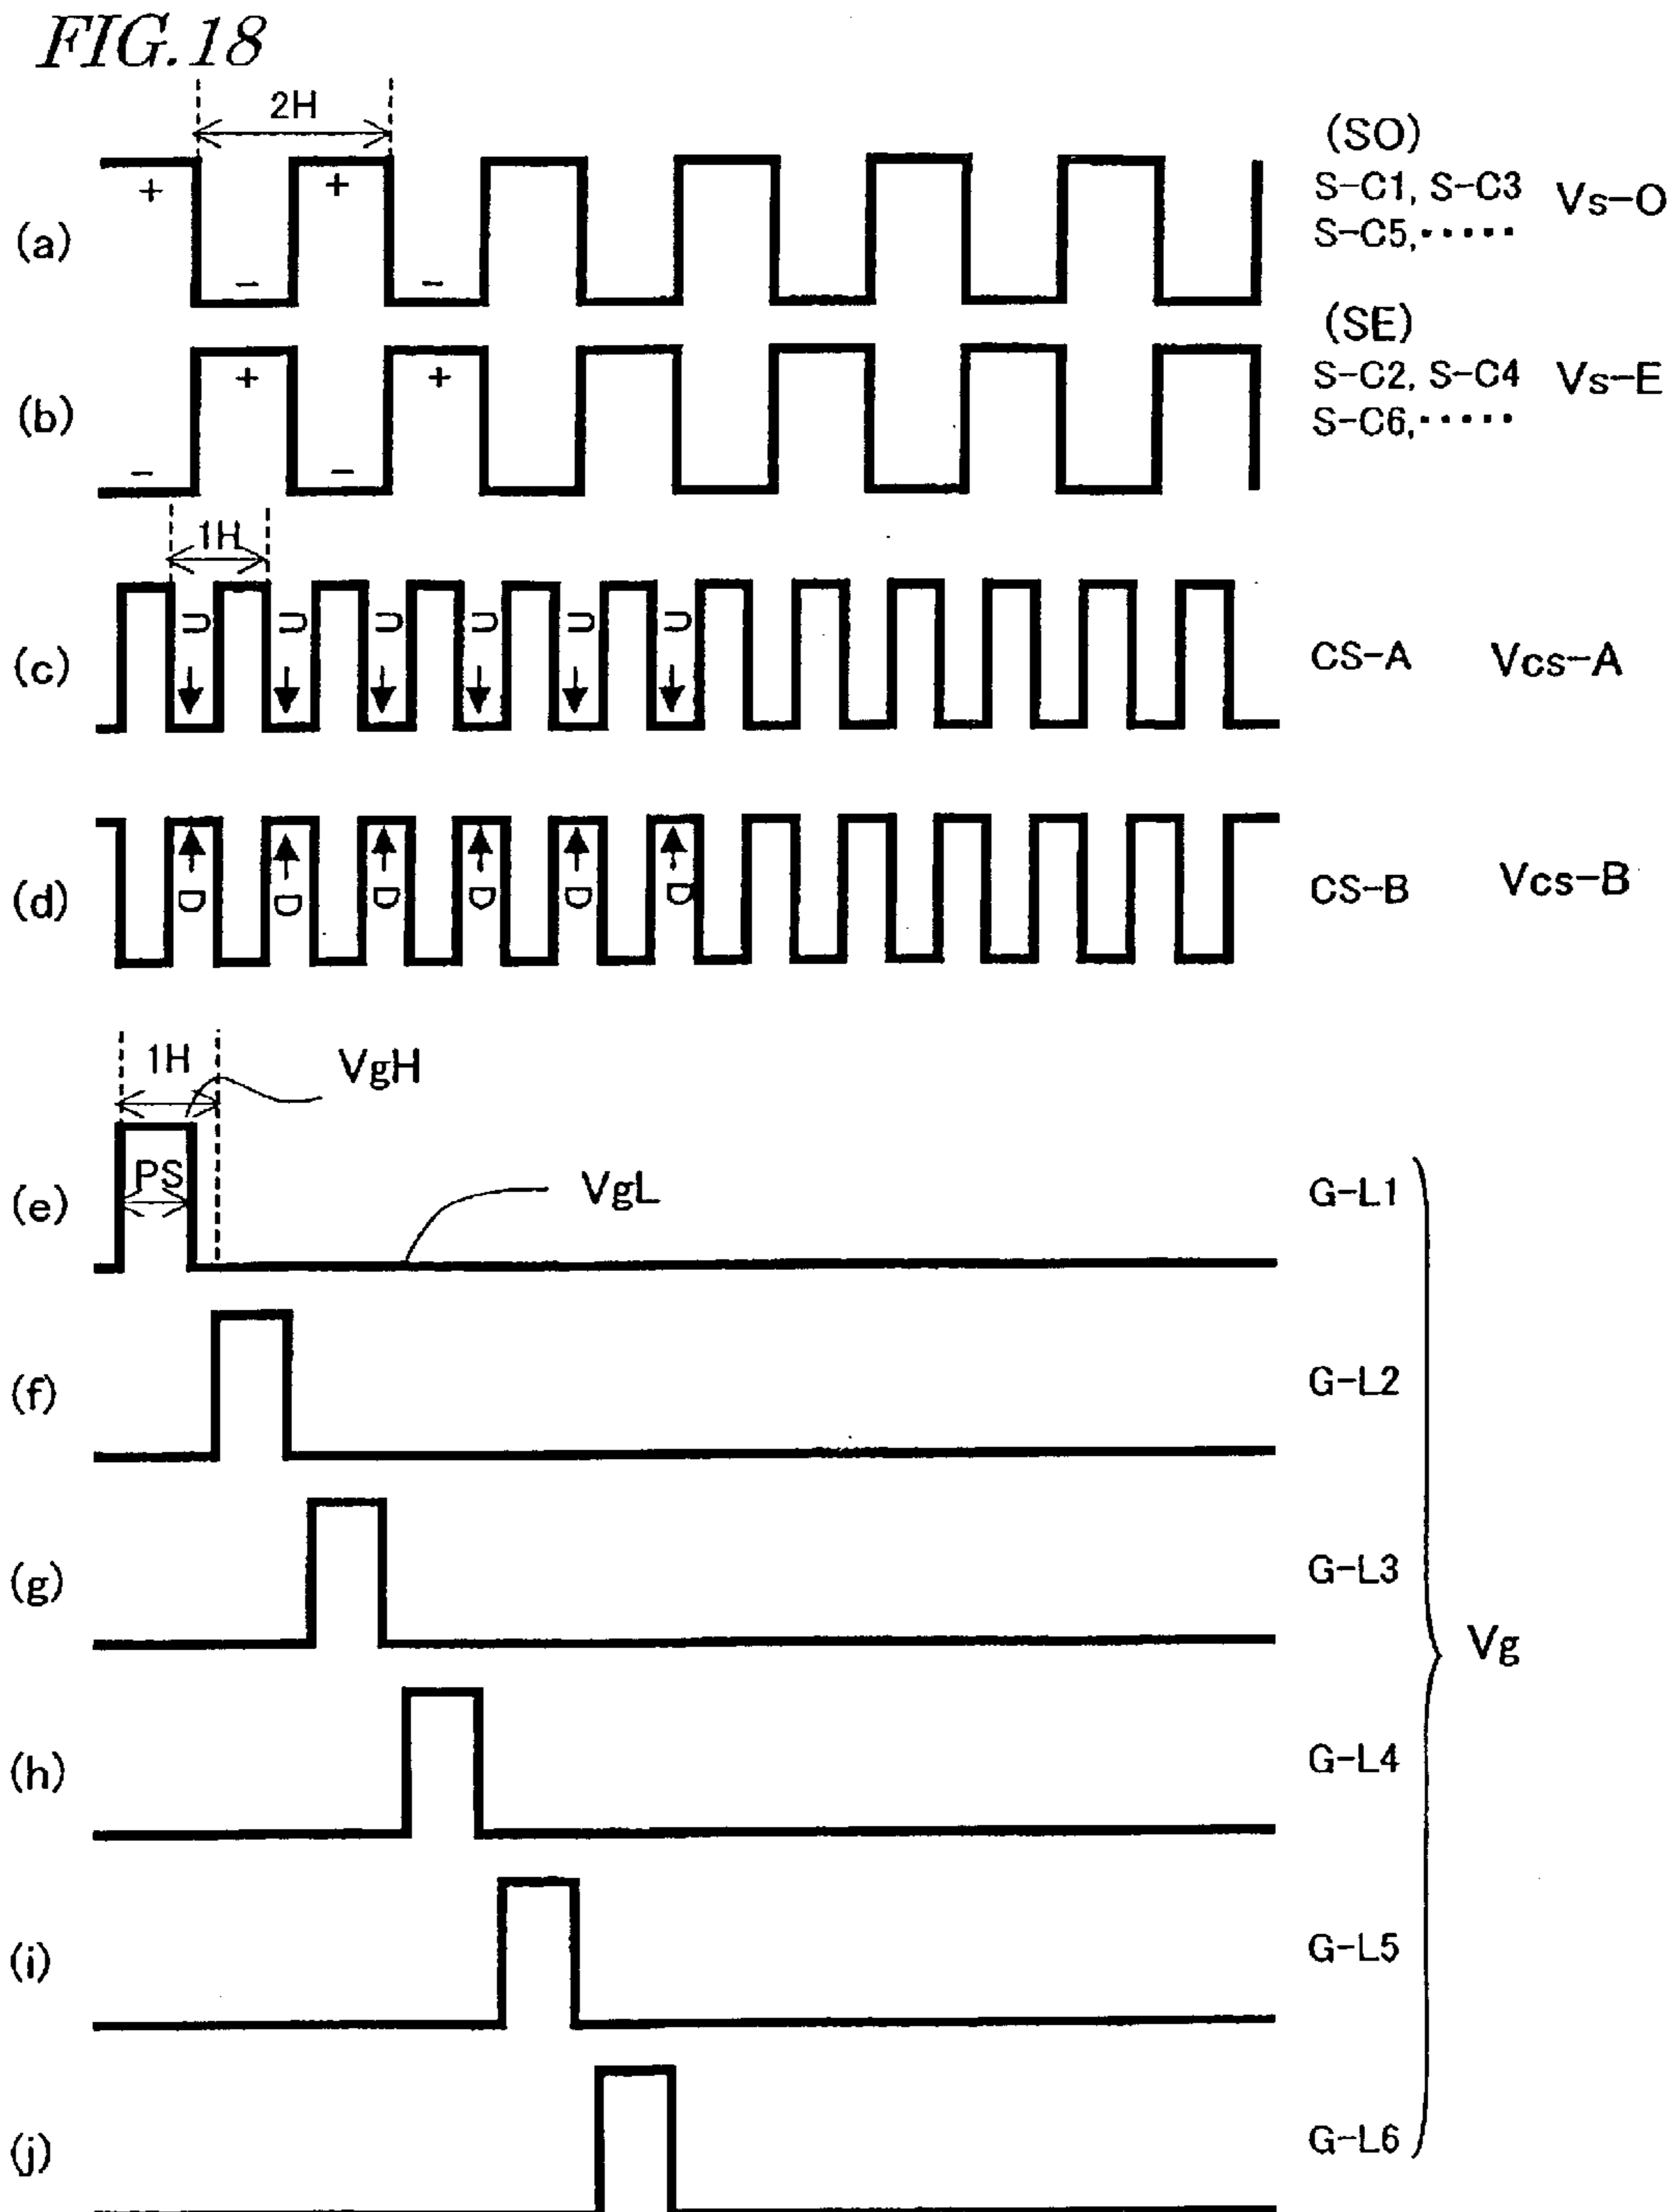 FIG.18
2H
(SO)
+ +
S-C1, S-C3 Vs-O
(a)
S-C5,·····
− −
(SE)
+ +
S-C2, S-C4 Vs-E
(b)
S-C6,·····
− −
1H
U U U U U U
(c) CS-A Vcs-A
(d) D D D D D D CS-B Vcs-B
1H VgH
PS
(e) VgL G-L1
(f) G-L2
(g) G-L3
Vg
(h) G-L4
(i) G-L5
(j) G-L6